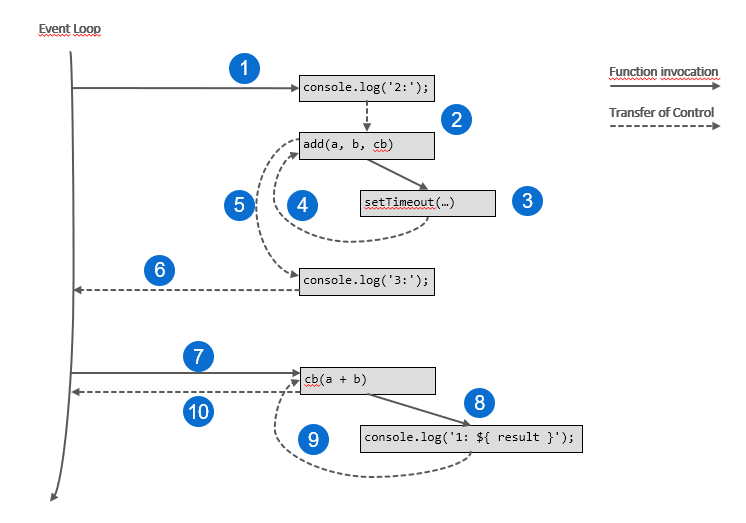 Event Loop
1
Function invocation
console.log('2:');
Transfer of Control
2
add(a, b, cb)
3
setTimeout(…)
4
5
6
console.log('3:');
7
cb(a + b)
8
10
9
console.log('1: ${ result }');